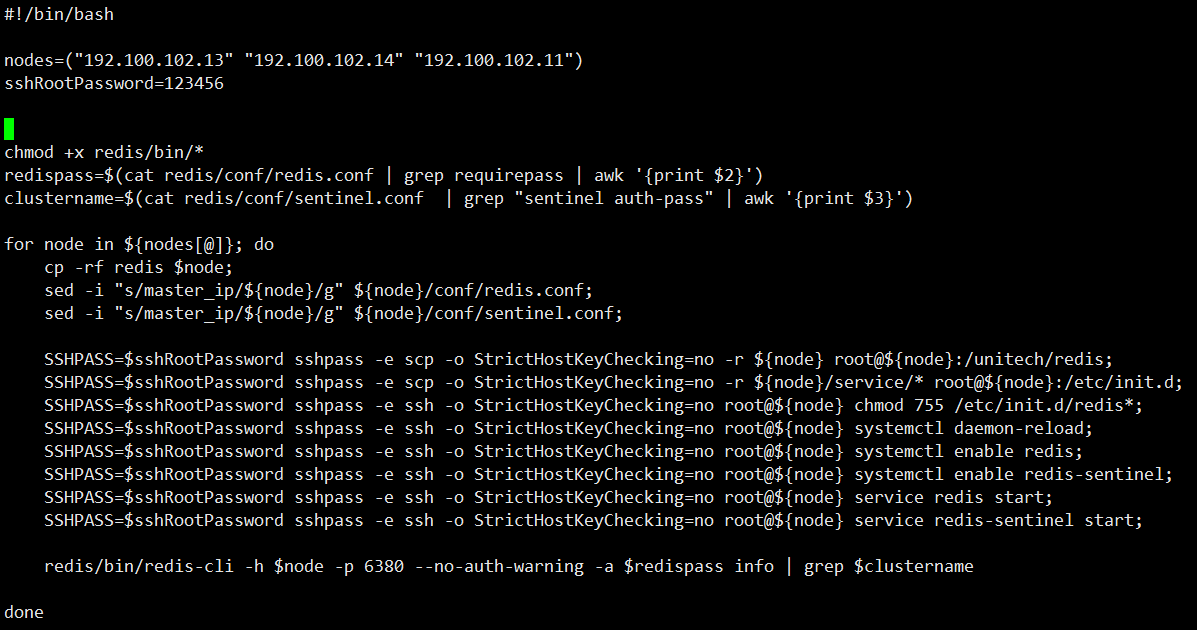 #!/bin/bash
nodes=("192.100.102.13" "192.100.102.14" "192.100.102.11")
sshRootPassword=123456
chmod +x redis/bin/*
redispass=$(cat redis/conf/redis.conf | grep requirepass | awk '{print $2}')
clustername=$(cat redis/conf/sentinel.conf  | grep "sentinel auth-pass" | awk '{print $3}')
for node in ${nodes[@]}; do
    cp -rf redis $node;
    sed -i "s/master_ip/${node}/g" ${node}/conf/redis.conf;
    sed -i "s/master_ip/${node}/g" ${node}/conf/sentinel.conf;
    SSHPASS=$sshRootPassword sshpass -e scp -o StrictHostKeyChecking=no -r ${node} root@${node}:/unitech/redis;
    SSHPASS=$sshRootPassword sshpass -e scp -o StrictHostKeyChecking=no -r ${node}/service/* root@${node}:/etc/init.d;
    SSHPASS=$sshRootPassword sshpass -e ssh -o StrictHostKeyChecking=no root@${node} chmod 755 /etc/init.d/redis*;
    SSHPASS=$sshRootPassword sshpass -e ssh -o StrictHostKeyChecking=no root@${node} systemctl daemon-reload;
    SSHPASS=$sshRootPassword sshpass -e ssh -o StrictHostKeyChecking=no root@${node} systemctl enable redis;
    SSHPASS=$sshRootPassword sshpass -e ssh -o StrictHostKeyChecking=no root@${node} systemctl enable redis-sentinel;
    SSHPASS=$sshRootPassword sshpass -e ssh -o StrictHostKeyChecking=no root@${node} service redis start;
    SSHPASS=$sshRootPassword sshpass -e ssh -o StrictHostKeyChecking=no root@${node} service redis-sentinel start;
    redis/bin/redis-cli -h $node -p 6380 --no-auth-warning -a $redispass info | grep $clustername
done